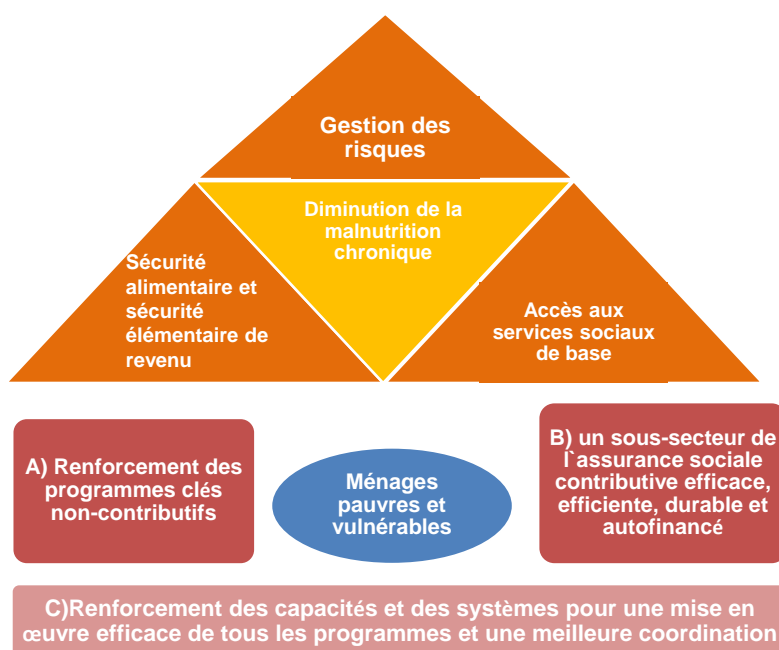 Gestion des
risques
Diminution de la
malnutrition
chronique
Sécurité
alimentaire et
sécurité
élémentaire de
revenu
Accès aux
services sociaux
de base
A) Renforcement des
programmes clés
non-contributifs
Ménages
pauvres et
vulnérables
B) un sous-secteur de
l`assurance sociale
contributive efficace,
efficiente, durable et
autofinancé
C)Renforcement des capacités et des systèmes pour une mise en
œuvre efficace de tous les programmes et une meilleure coordination